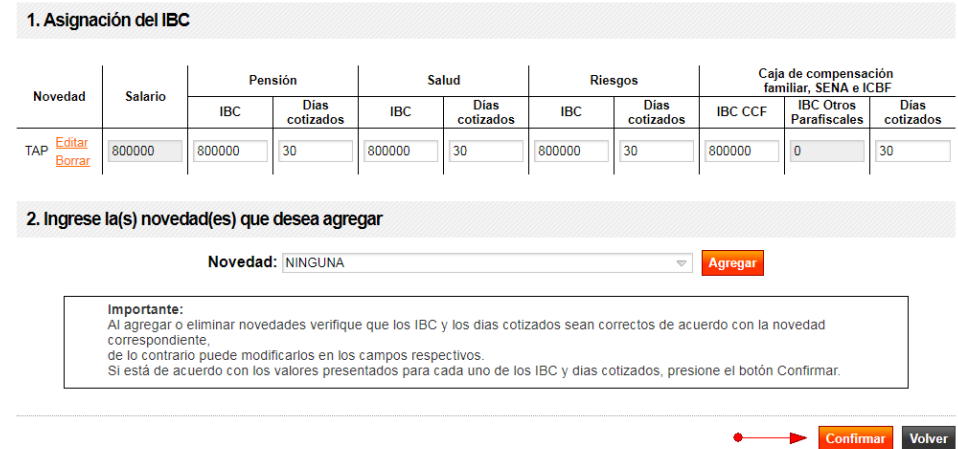 1. Asignación del IBC
Novedad Salario Pensión Salud Riesgos Caja de compensación
familiar, SENA e ICBF
IBC Días
cotizados IBC Días
cotizados IBC Días
cotizados IBC CCF IBC Otros
Parafiscales Días
cotizados
TAP Editar
Borrar 800000 800000 30 800000 30 800000 30 800000 0 30
2. Ingrese la(s) novedad(es) que desea agregar
Novedad: NINGUNA Agregar
Importante:
Al agregar o eliminar novedades verifique que los IBC y los dias cotizados sean correctos de acuerdo con la novedad
correspondiente,
de lo contrario puede modificarlos en los campos respectivos.
Si está de acuerdo con los valores presentados para cada uno de los IBC y dias cotizados, presione el botón Confirmar.
Confirmar Volver